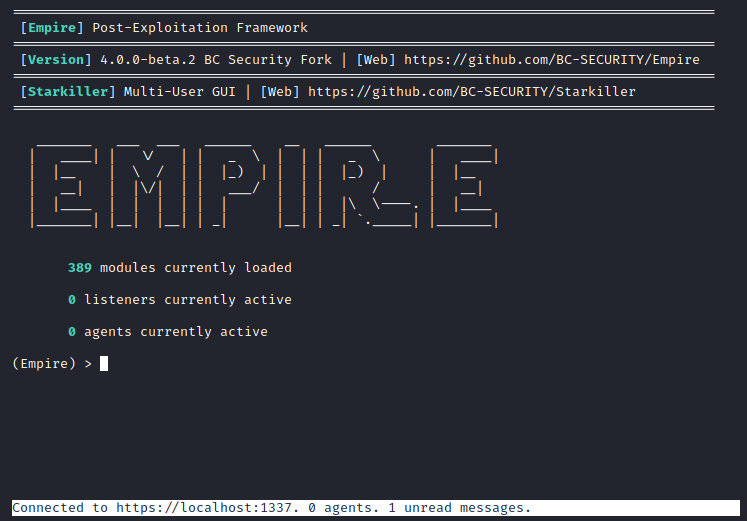 [Empire] Post-Exploitation Framework
[Version] 4.0.0-beta.2 BC Security Fork | [Web] https://github.com/BC-SECURITY/Empire
[Starkiller] Multi-User GUI | [Web] https://github.com/BC-SECURITY/Starkiller
EMPIRE
389 modules currently loaded
0 listeners currently active
0 agents currently active
(Empire) >
Connected to https://localhost:1337. 0 agents. 1 unread messages.